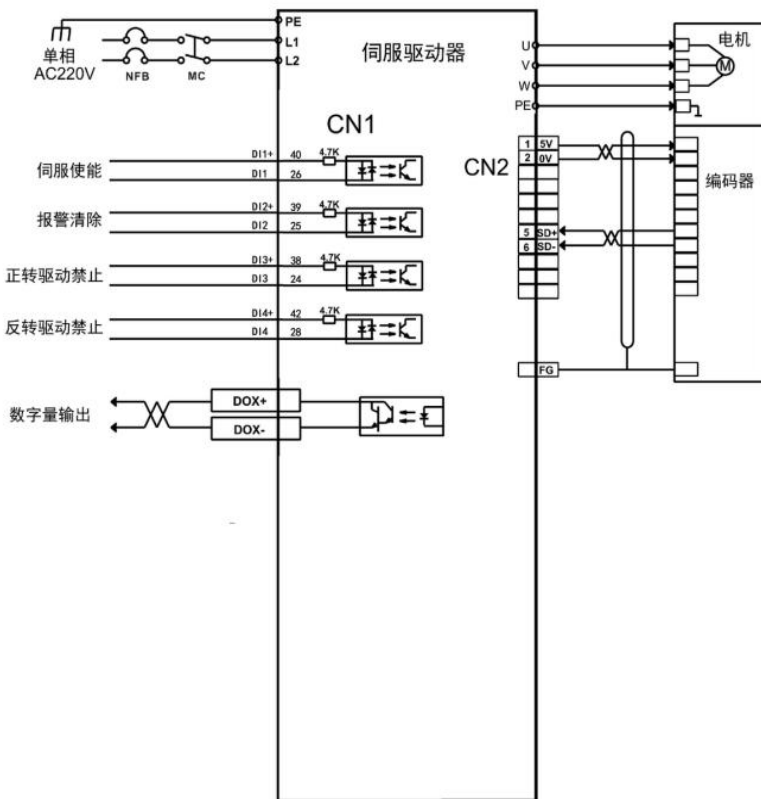 PE
L1
L2
单相
AC220V
NFB
MC
伺服驱动器
U
V
W
PE
电机
M
CN1
CN2
1 5V
2 0V
5 SD+
6 SD-
FG
编码器
伺服使能
DI1+ 40 4.7K
DI1 26
报警清除
DI2+ 39 4.7K
DI2 25
正转驱动禁止
DI3+ 38 4.7K
DI3 24
反转驱动禁止
DI4+ 42 4.7K
DI4 28
数字量输出
DOX+
DOX-